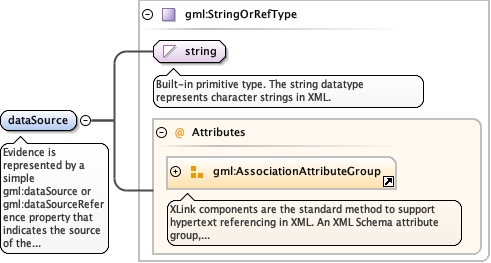 gml:StringOrRefType
string
Built-in primitive type. The string datatype
represents character strings in XML.
dataSource
Evidence is
represented by a
simple
gml:dataSource or
gml:dataSourceRefer
ence property that
indicates the source
of the...
@ Attributes
gml:AssociationAttributeGroup
XLink components are the standard method to support
hypertext referencing in XML. An XML Schema attribute
group,...